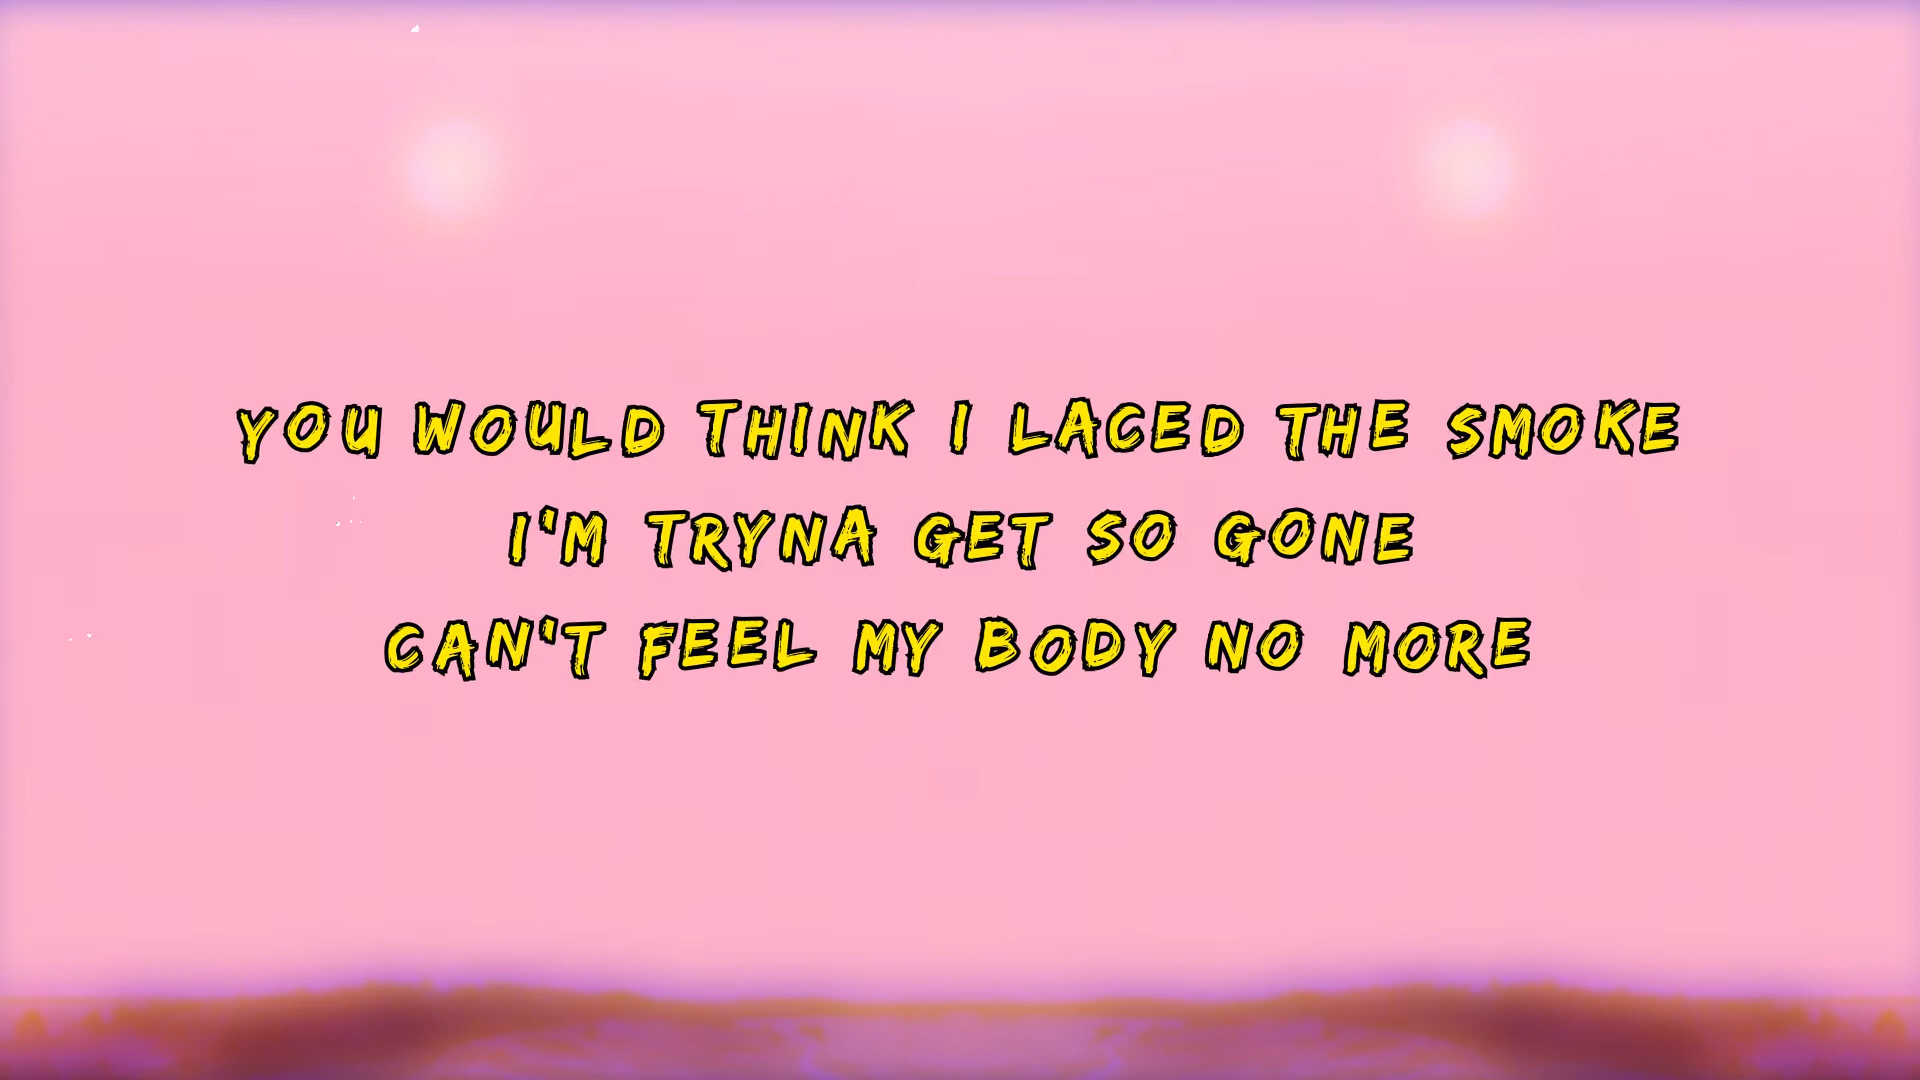 YOU WOULD THINK I LACED THE SMOKE
I'M TRYNA GET SO GONE
CAN'T FEEL MY BODY NO MORE